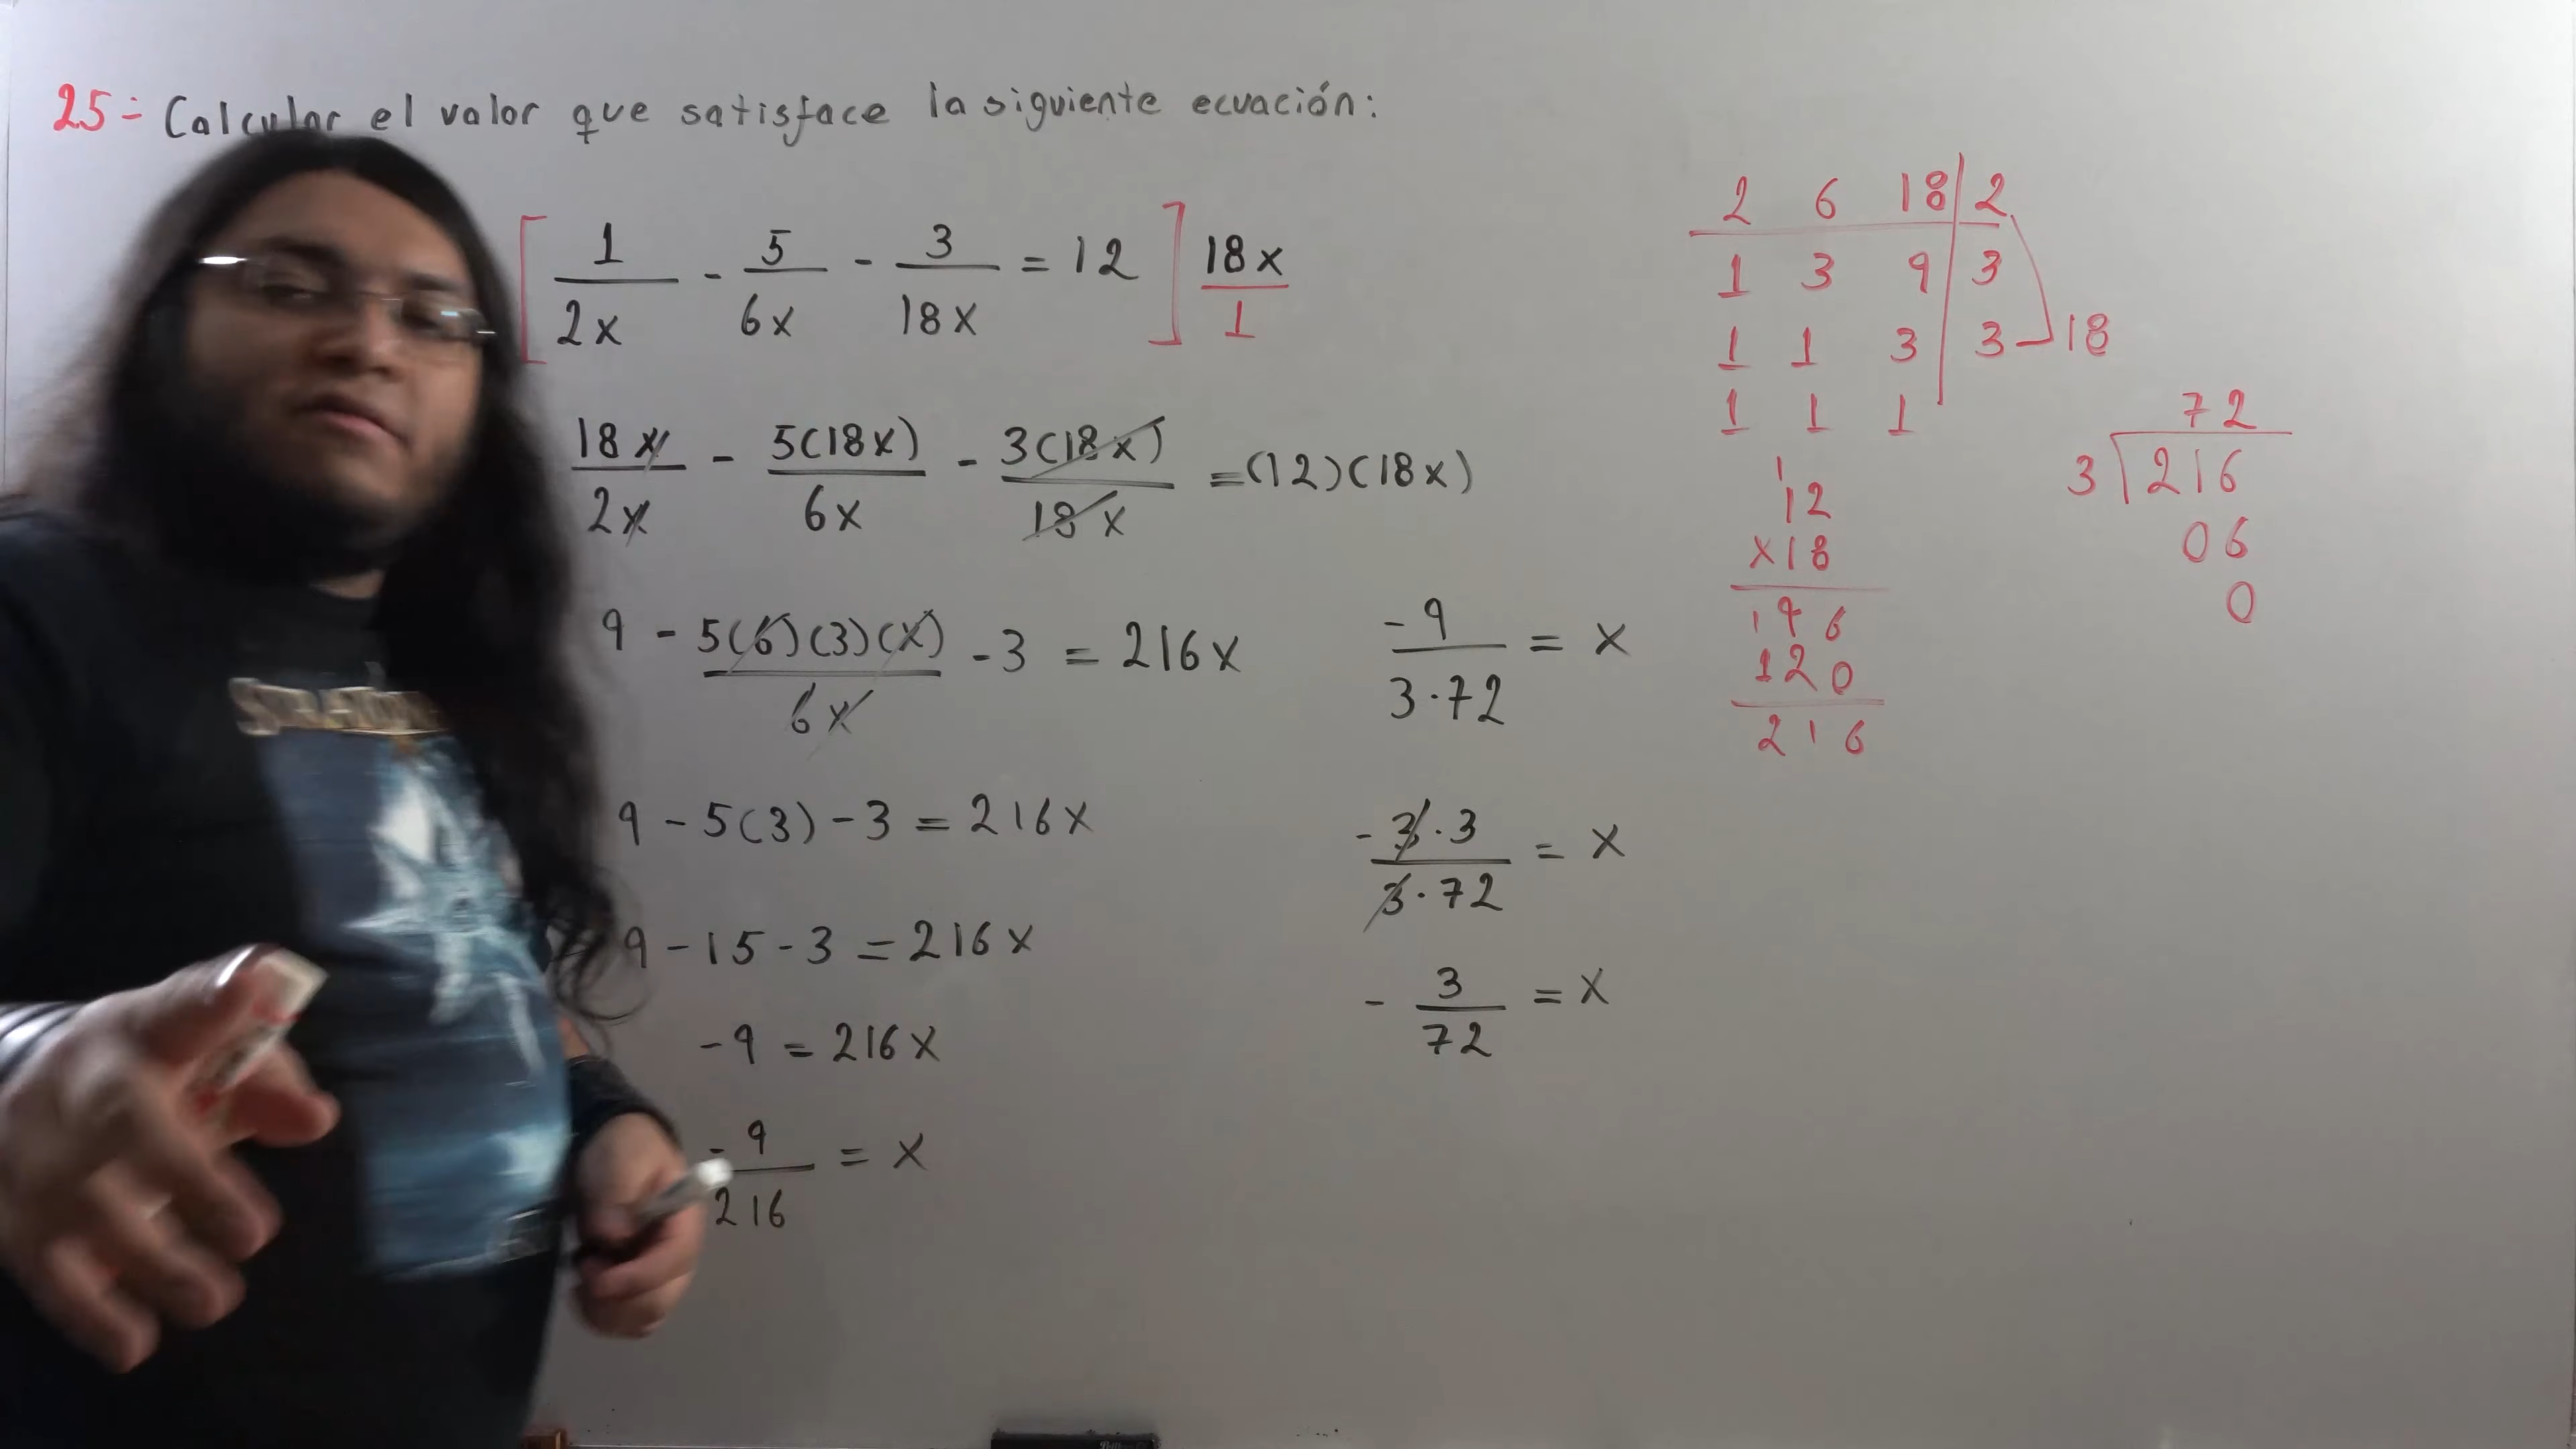 25= Calcular el valor que satisface la siguiente ecuación:
[ 1/2x - 5/6x - 3/18x = 12 ] 18x/1
18x/2x - 5(18x)/6x - 3(18x)/18x = (12)(18x)
9 - 5(6)(3)(x)/6x - 3 = 216x
9 - 5(3) - 3 = 216x
9 - 15 - 3 = 216x
-9 = 216x
-9/216 = x
-9/3·72 = x
-3·3/3·72 = x
-3/72 = x
2 6 18 | 2
1 3 9 | 3
1 1 3 | 3 18
1 1 1
1
12
x18
196
120
216
72
3 216
06
0